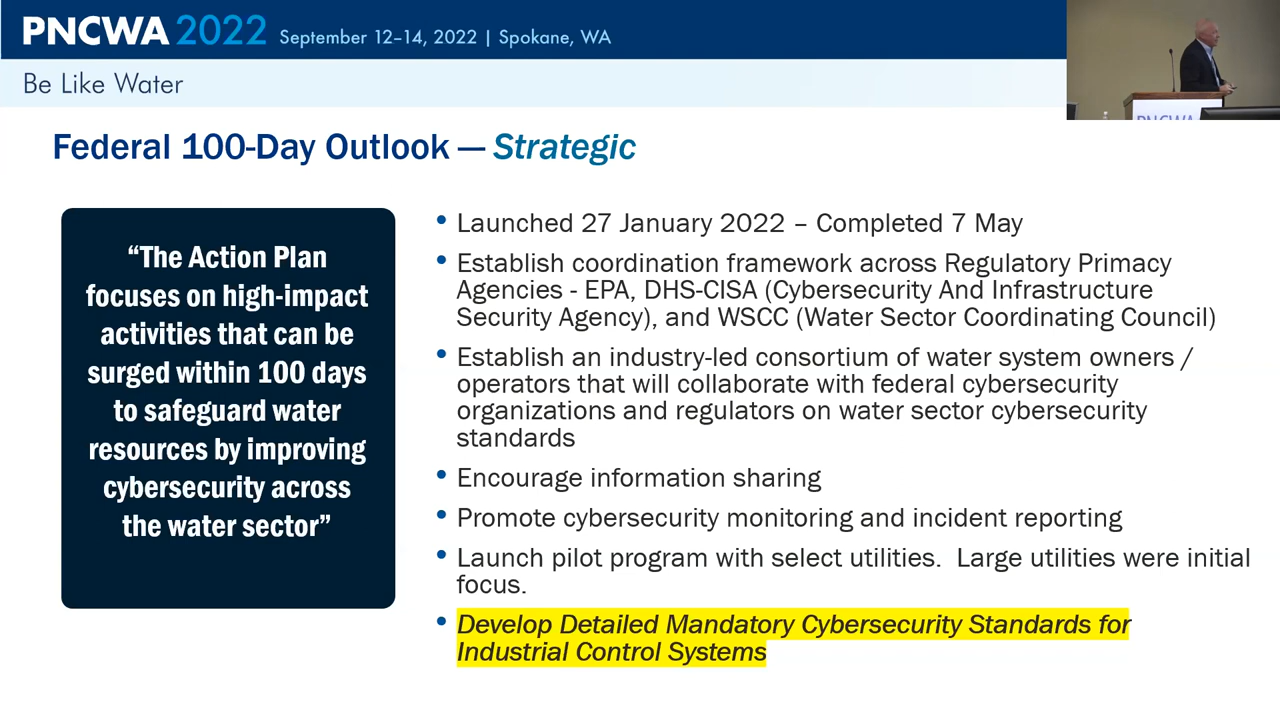 PNCWA 2022 September 12–14, 2022 | Spokane, WA
Be Like Water
Federal 100-Day Outlook — Strategic
“The Action Plan
focuses on high-impact
activities that can be
surged within 100 days
to safeguard water
resources by improving
cybersecurity across
the water sector”
• Launched 27 January 2022 – Completed 7 May
• Establish coordination framework across Regulatory Primacy
Agencies - EPA, DHS-CISA (Cybersecurity And Infrastructure
Security Agency), and WSCC (Water Sector Coordinating Council)
• Establish an industry-led consortium of water system owners /
operators that will collaborate with federal cybersecurity
organizations and regulators on water sector cybersecurity
standards
• Encourage information sharing
• Promote cybersecurity monitoring and incident reporting
• Launch pilot program with select utilities.  Large utilities were initial
focus.
• Develop Detailed Mandatory Cybersecurity Standards for
Industrial Control Systems
PNCWA